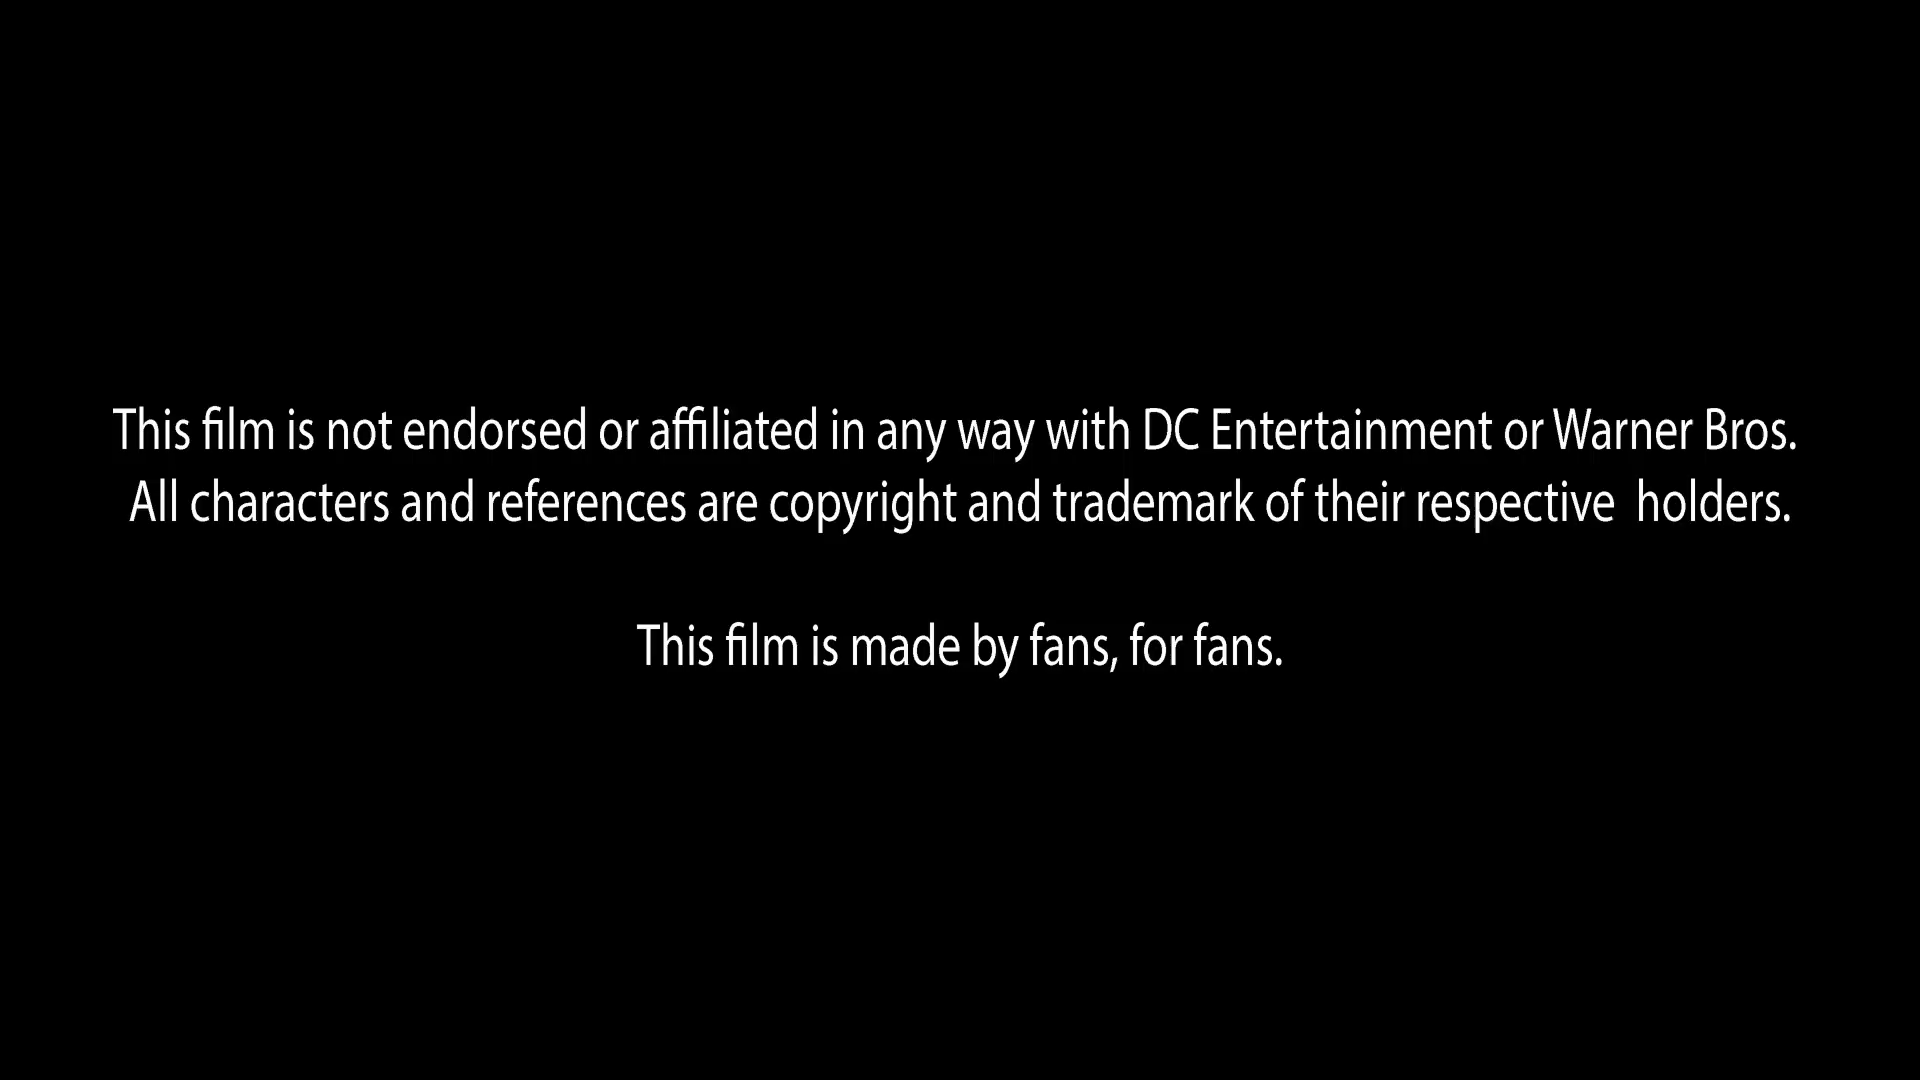 This film is not endorsed or affiliated in any way with DC Entertainment or Warner Bros.
All characters and references are copyright and trademark of their respective  holders.
This film is made by fans, for fans.